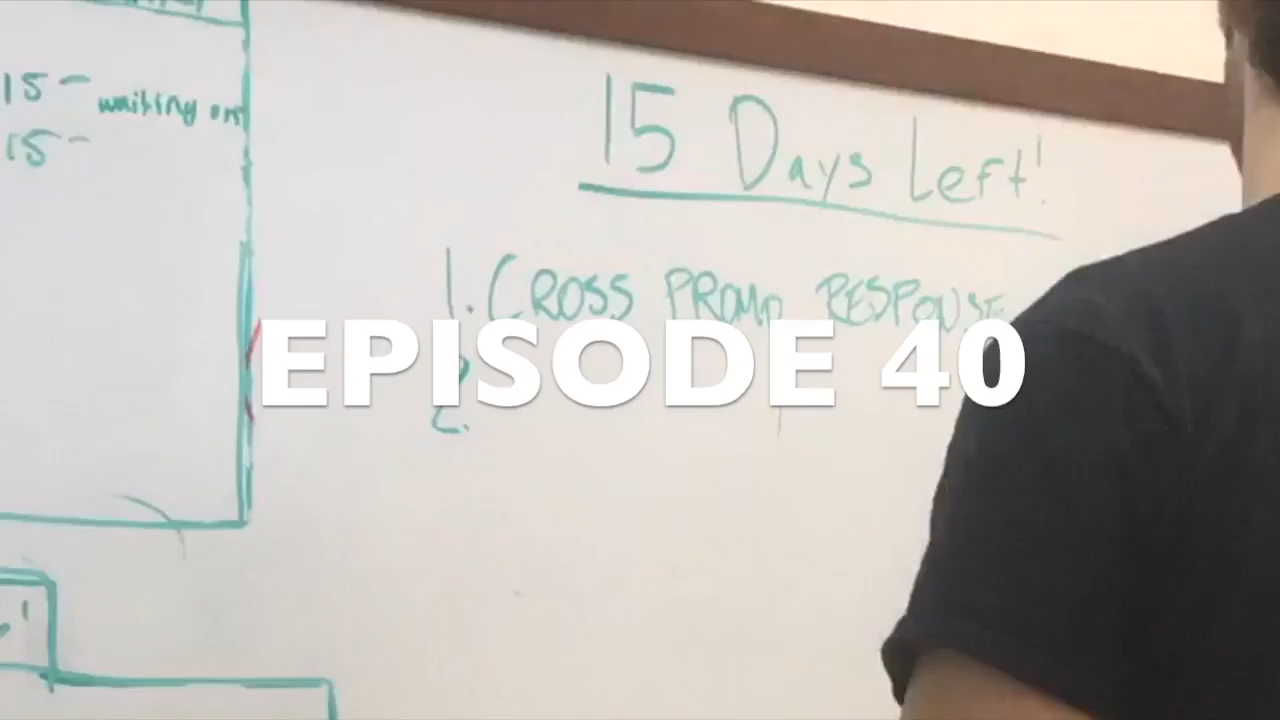 15 Days Left!
15 - waiting on
15 -
1. CROSS PROMO RESPONSE
EPISODE 40
2.